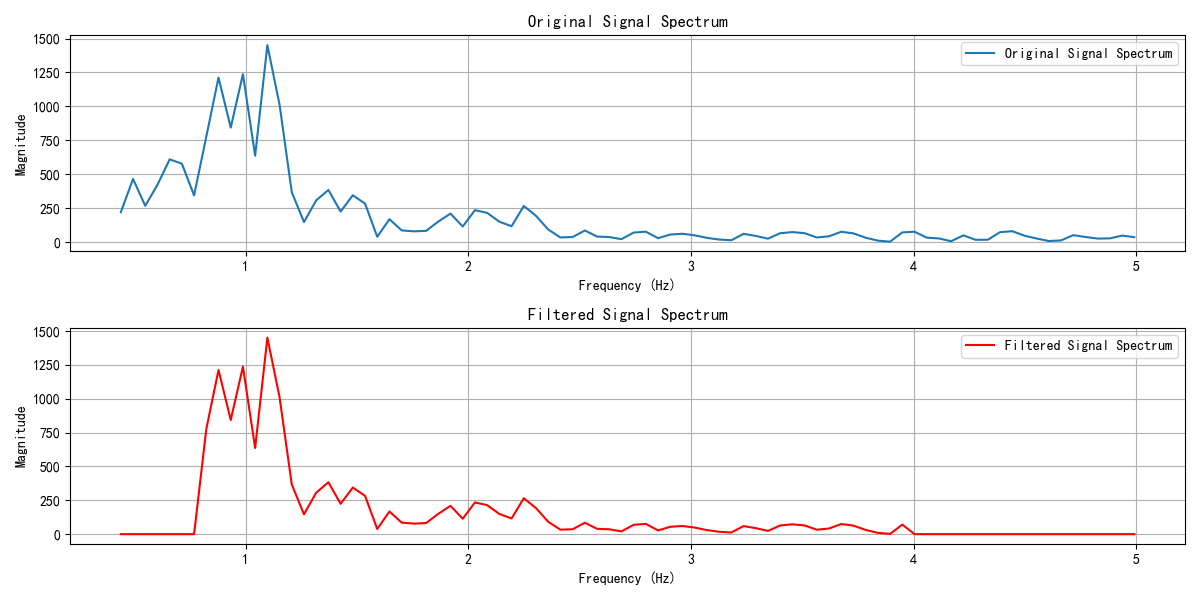 Original Signal Spectrum
1500
1250
1000
750
500
250
0
Magnitude
Original Signal Spectrum
1 2 3 4 5
Frequency (Hz)
Filtered Signal Spectrum
1500
1250
1000
750
500
250
0
Magnitude
Filtered Signal Spectrum
1 2 3 4 5
Frequency (Hz)